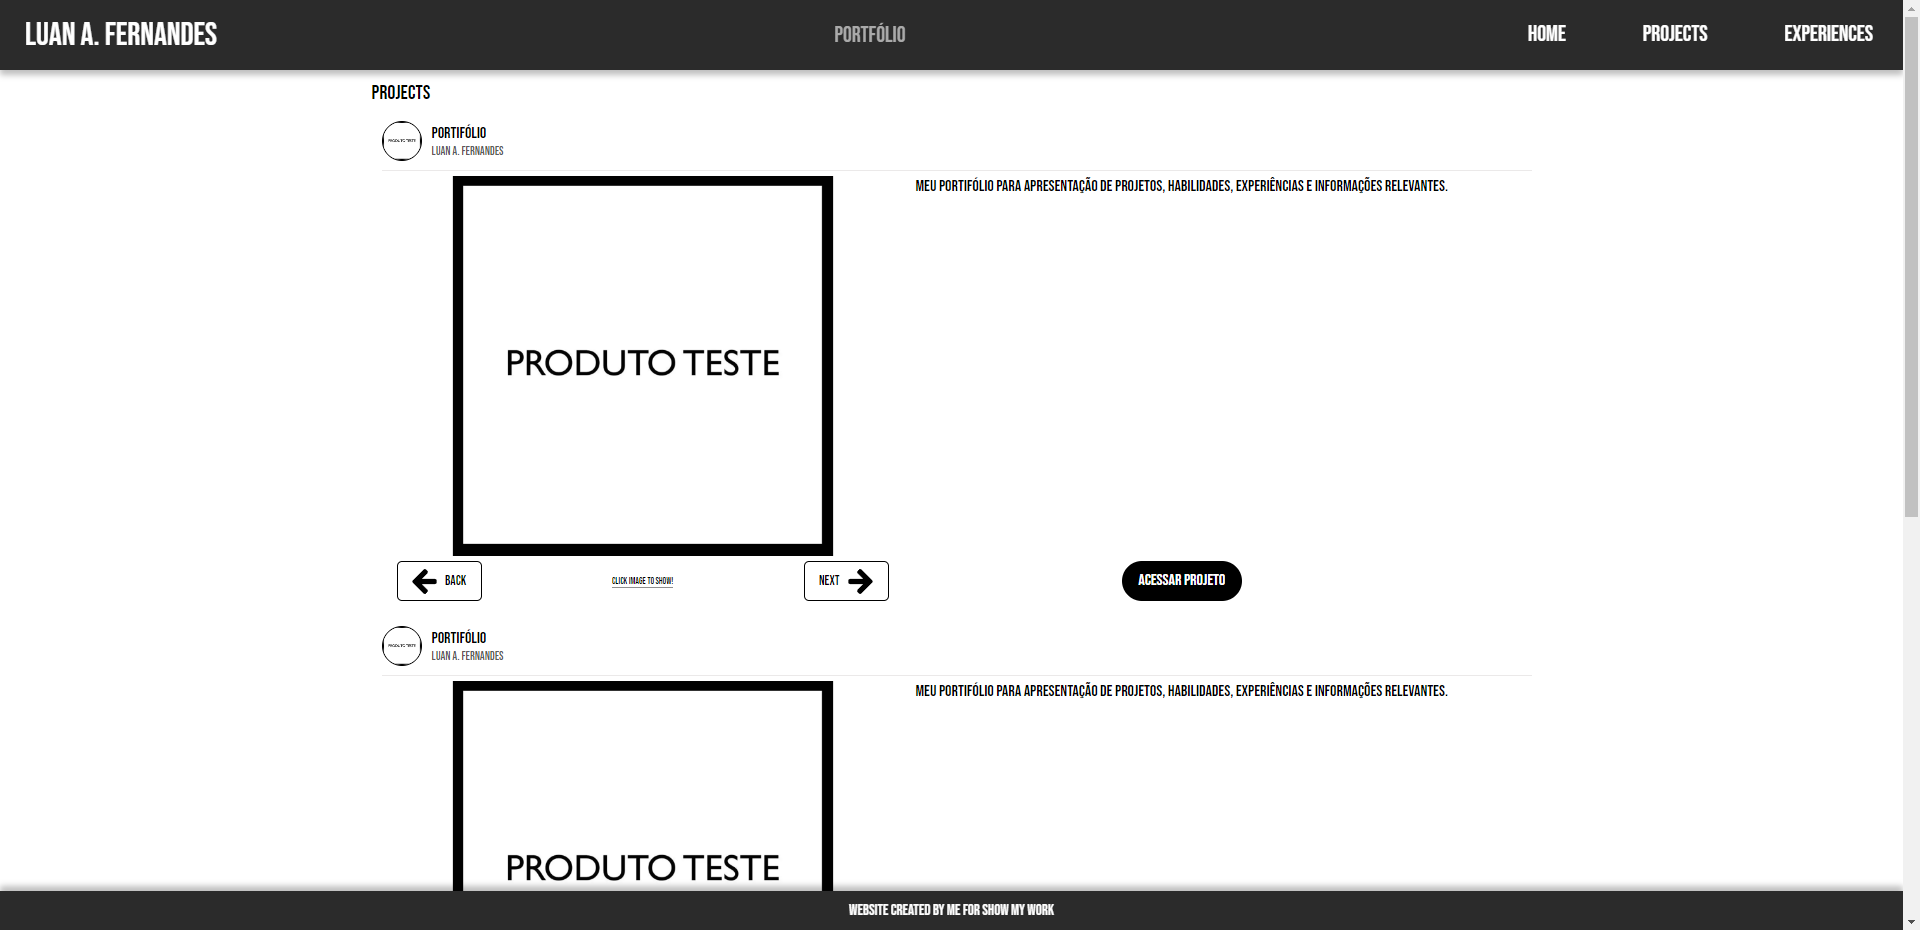 LUAN A. FERNANDES
PORTFÓLIO
HOME
PROJECTS
EXPERIENCES
PROJECTS
PRODUTO TESTE
PORTIFÓLIO
LUAN A. FERNANDES
PRODUTO TESTE
MEU PORTIFÓLIO PARA APRESENTAÇÃO DE PROJETOS, HABILIDADES, EXPERIÊNCIAS E INFORMAÇÕES RELEVANTES.
BACK
CLICK IMAGE TO SHOW!
NEXT
ACESSAR PROJETO
PRODUTO TESTE
PORTIFÓLIO
LUAN A. FERNANDES
PRODUTO TESTE
MEU PORTIFÓLIO PARA APRESENTAÇÃO DE PROJETOS, HABILIDADES, EXPERIÊNCIAS E INFORMAÇÕES RELEVANTES.
WEBSITE CREATED BY ME FOR SHOW MY WORK